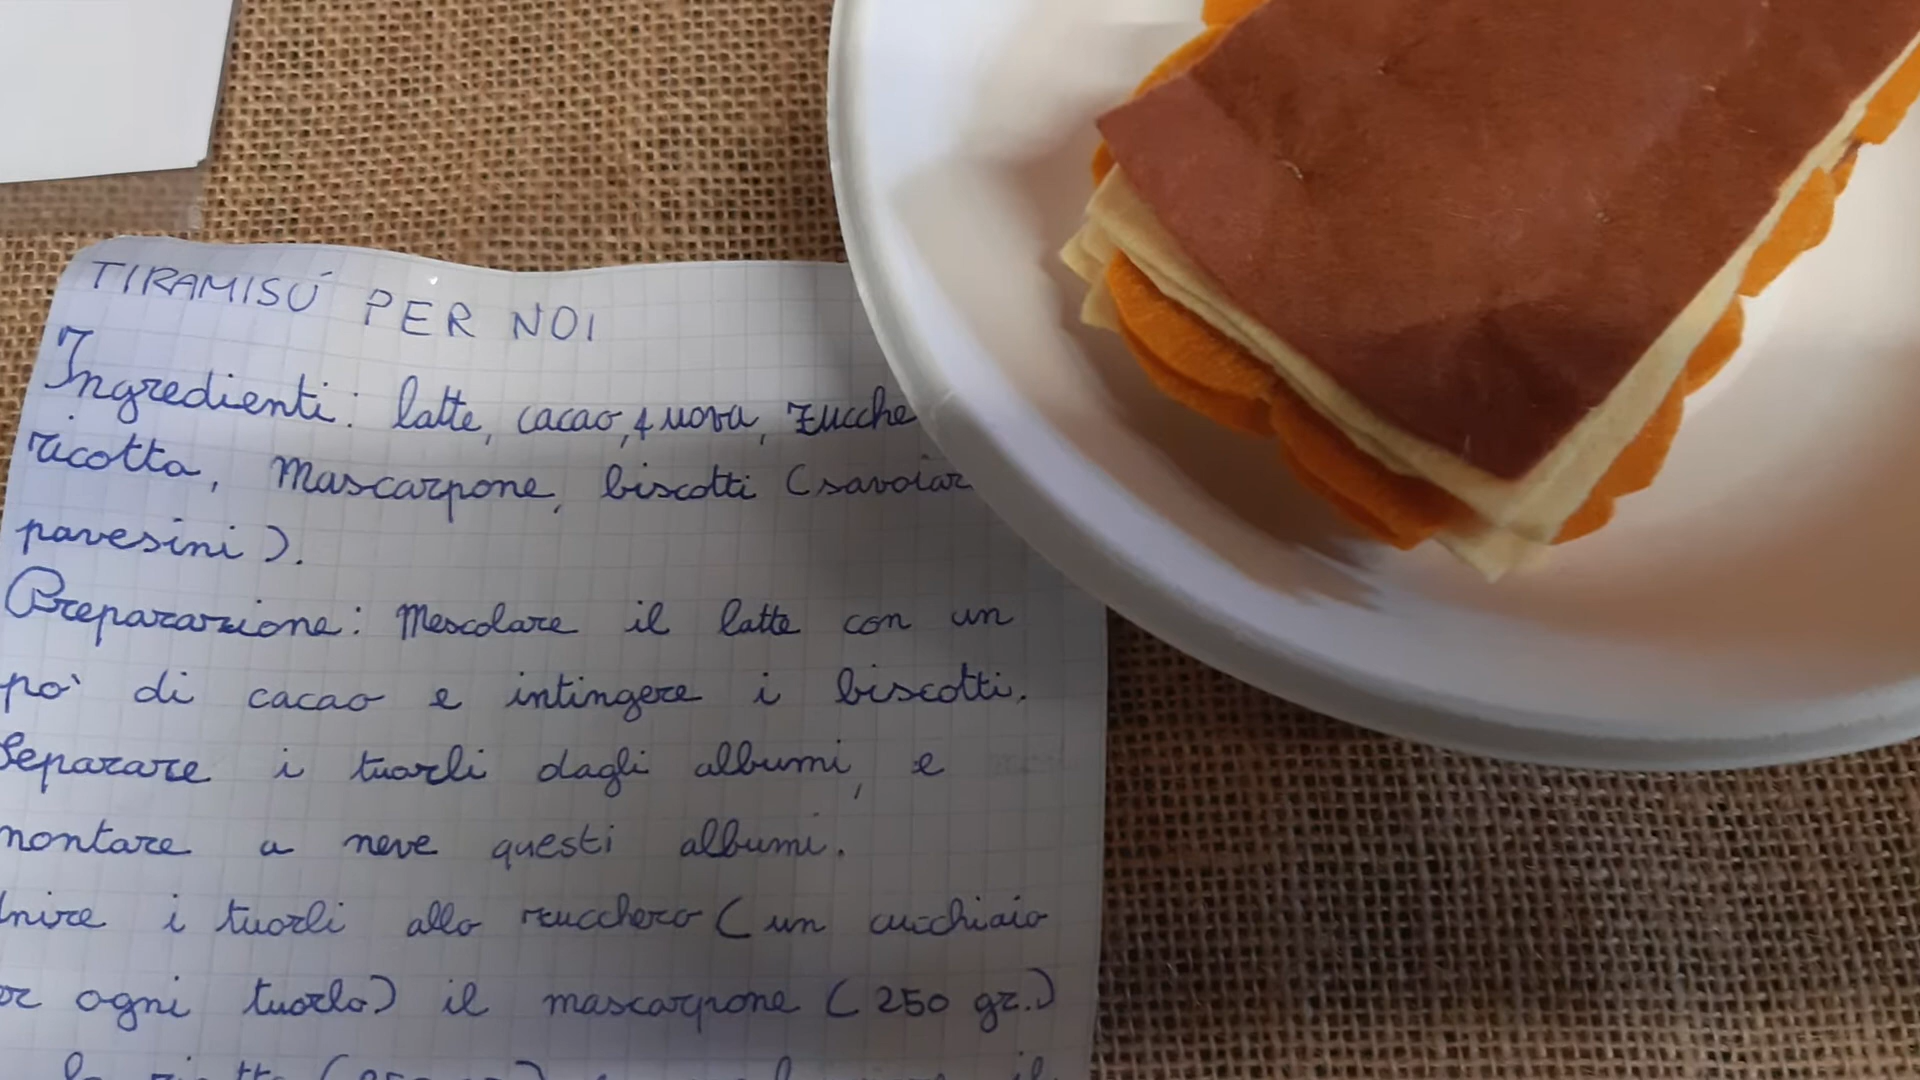 TIRAMISÚ PER NOI
Ingredienti: latte, cacao, 4 uova, zucche
ricotta, mascarpone, biscotti (savoiar
pavesini).
Preparazione: Mescolare il latte con un
po' di cacao e intingere i biscotti.
Separare i tuorli dagli albumi, e
montare a neve questi albumi.
Unire i tuorli allo zucchero (un cucchiaio
ogni tuorlo) il mascarpone (250 gr.)